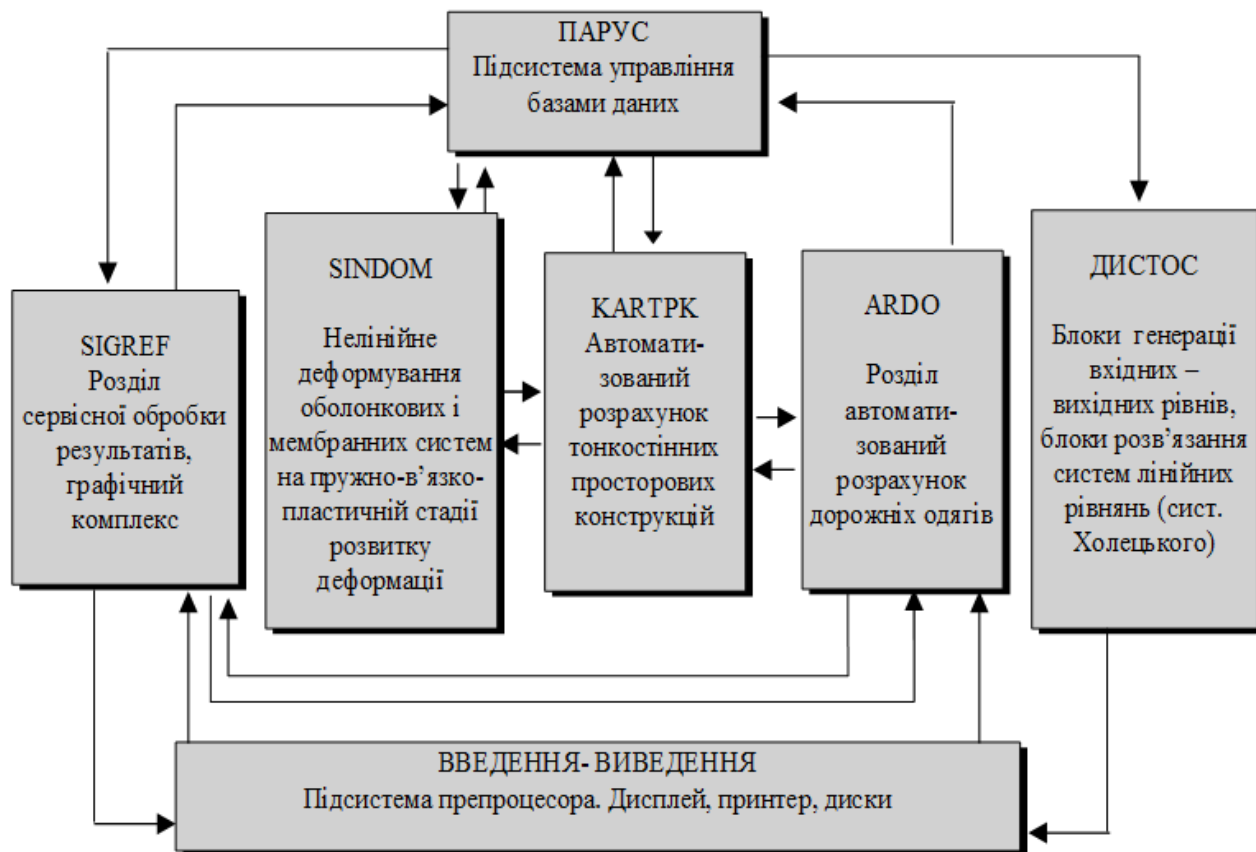 ПАРУС
Підсистема управління
базами даних
SIGREF
Розділ
сервісної обробки
результатів,
графічний
комплекс
SINDOM
Нелінійне
деформування
оболонкових і
мембранних систем
на пружно-в’язко-
пластичній стадії
розвитку
деформації
KARTPK
Автомати-
зований
розрахунок
тонкостінних
просторових
конструкцій
ARDO
Розділ
автомати-
зований
розрахунок
дорожніх одягів
ДИСТОС
Блоки генерації
вхідних –
вихідних рівнів,
блоки розв’язання
систем лінійних
рівнянь (сист.
Холецького)
ВВЕДЕННЯ- ВИВЕДЕННЯ
Підсистема препроцесора. Дисплей, принтер, диски